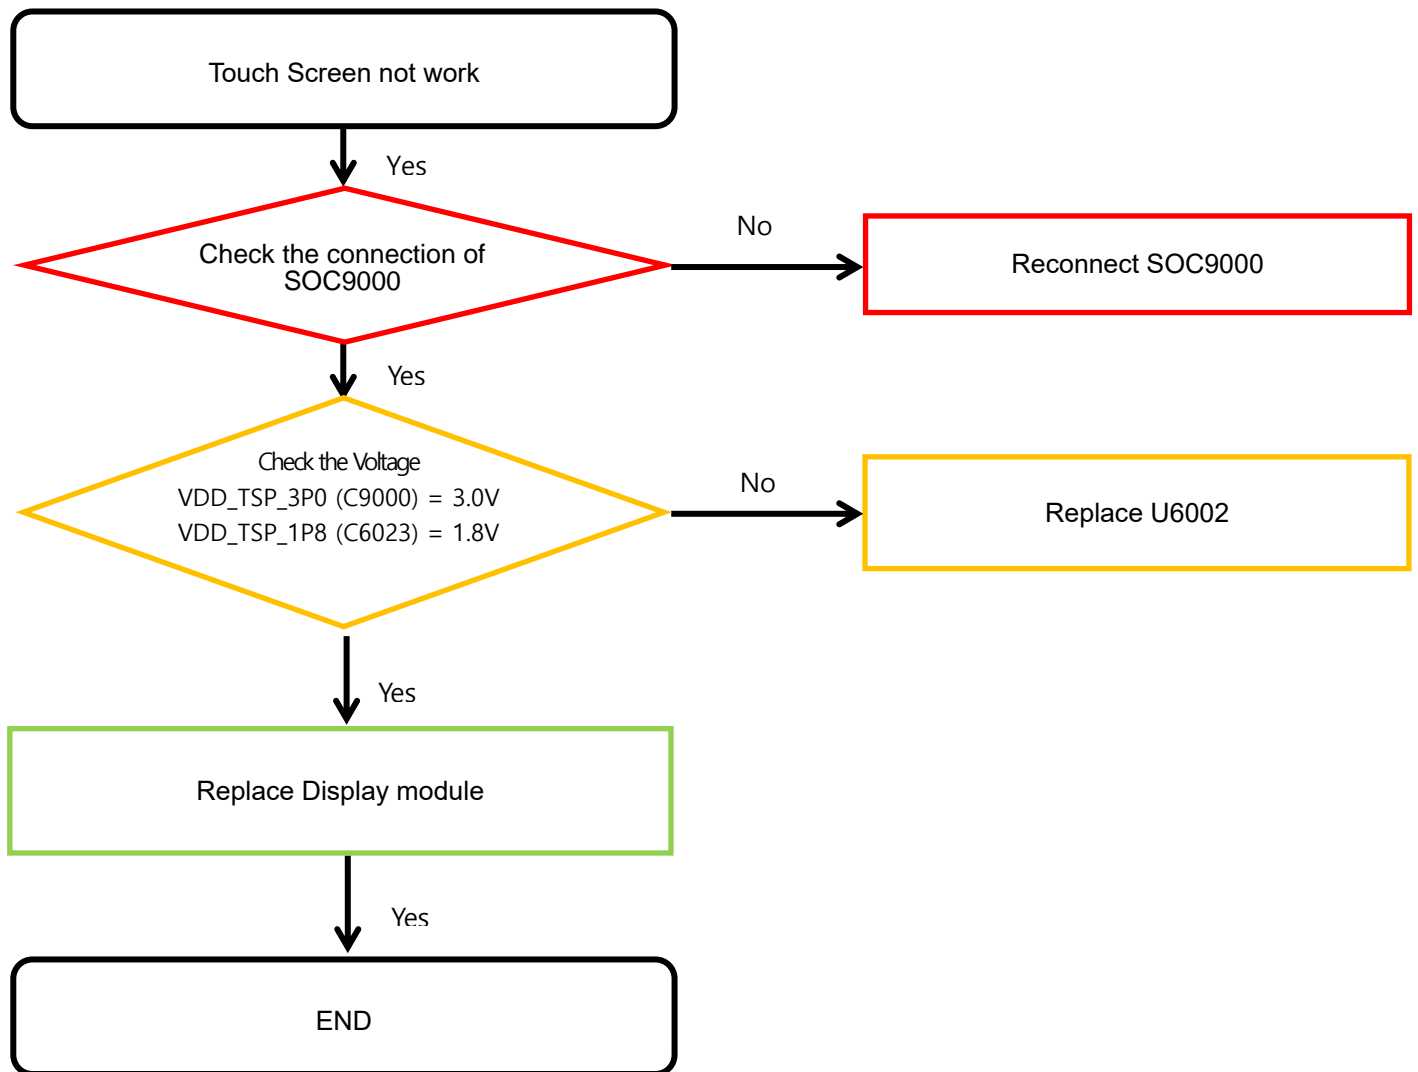 Touch Screen not work
Yes
Check the connection of
SOC9000
No
Reconnect SOC9000
Yes
Check the Voltage
VDD_TSP_3P0 (C9000) = 3.0V
VDD_TSP_1P8 (C6023) = 1.8V
No
Replace U6002
Yes
Replace Display module
Yes
END